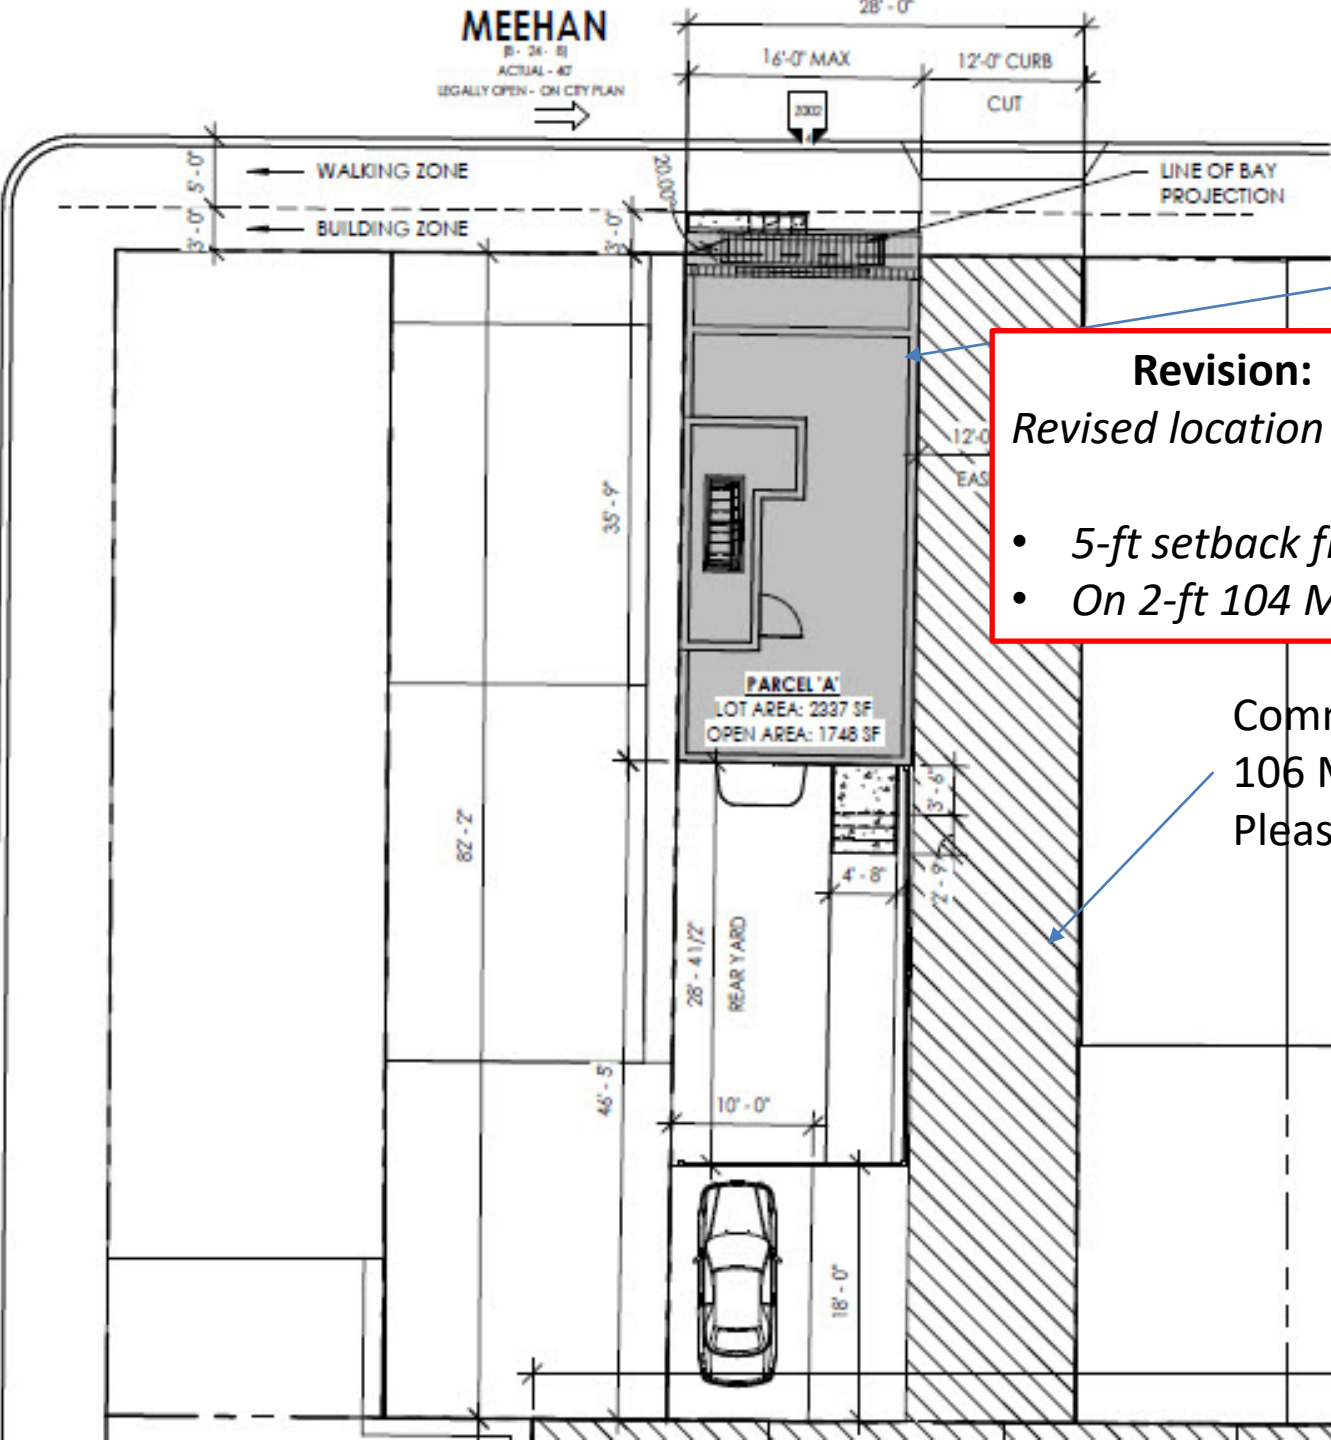 MEEHAN
(B - 24 - B)
ACTUAL - 40'
LEGALLY OPEN - ON CITY PLAN
28' - 0"
16'-0" MAX
12'-0" CURB
CUT
2002
WALKING ZONE
BUILDING ZONE
5'- 0"
3'- 0"
3'- 0"
20.00°
LINE OF BAY
PROJECTION
Revision:
Revised location
5-ft setback
On 2-ft 104
12'-0
EAS
35' - 9"
PARCEL 'A'
LOT AREA: 2337 SF
OPEN AREA: 1748 SF
Comm
106
Pleas
3' - 6"
2' - 9"
4' - 8"
82' - 2"
28' - 4 1/2"
REAR YARD
46' - 5"
10' - 0"
18' - 0"